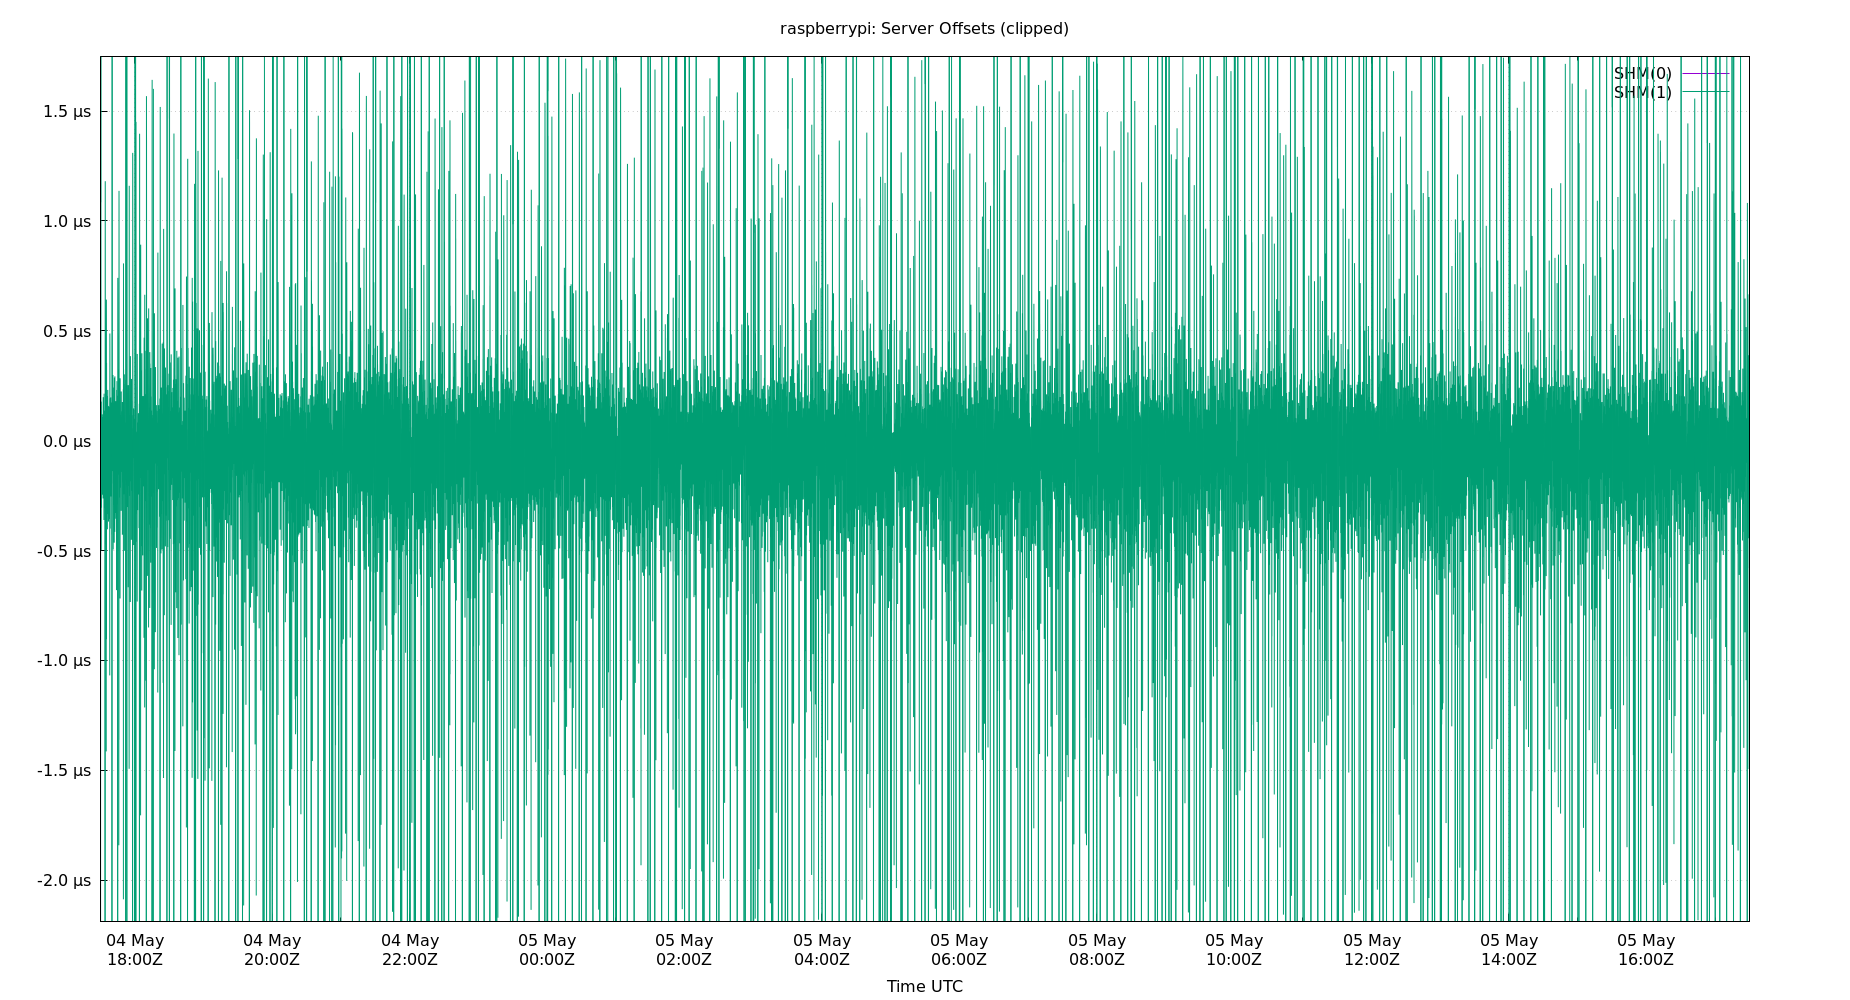 raspberrypi: Server Offsets (clipped)
SHM(0)
SHM(1)
1.5 µs
1.0 µs
0.5 µs
0.0 µs
-0.5 µs
-1.0 µs
-1.5 µs
-2.0 µs
04 May 04 May 04 May 05 May 05 May 05 May 05 May 05 May 05 May 05 May 05 May 05 May
18:00Z 20:00Z 22:00Z 00:00Z 02:00Z 04:00Z 06:00Z 08:00Z 10:00Z 12:00Z 14:00Z 16:00Z
Time UTC